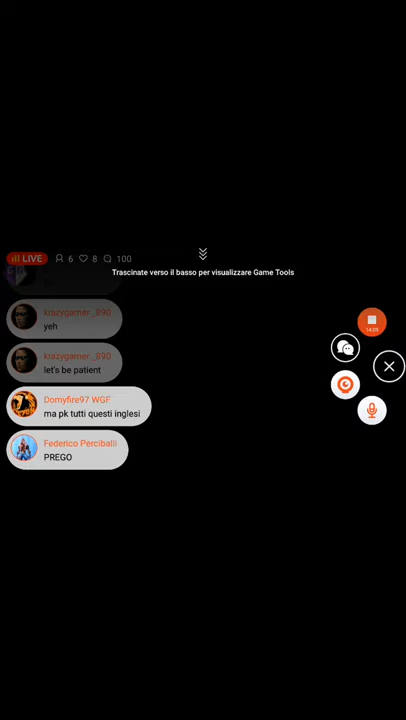 LIVE 6 8 100
Trascinate verso il basso per visualizzare Game Tools
krazygamer_890
yeh
krazygamer_890
let's be patient
Domyfire97 WGF
ma pk tutti questi inglesi
Federico Perciballi
PREGO
14:09